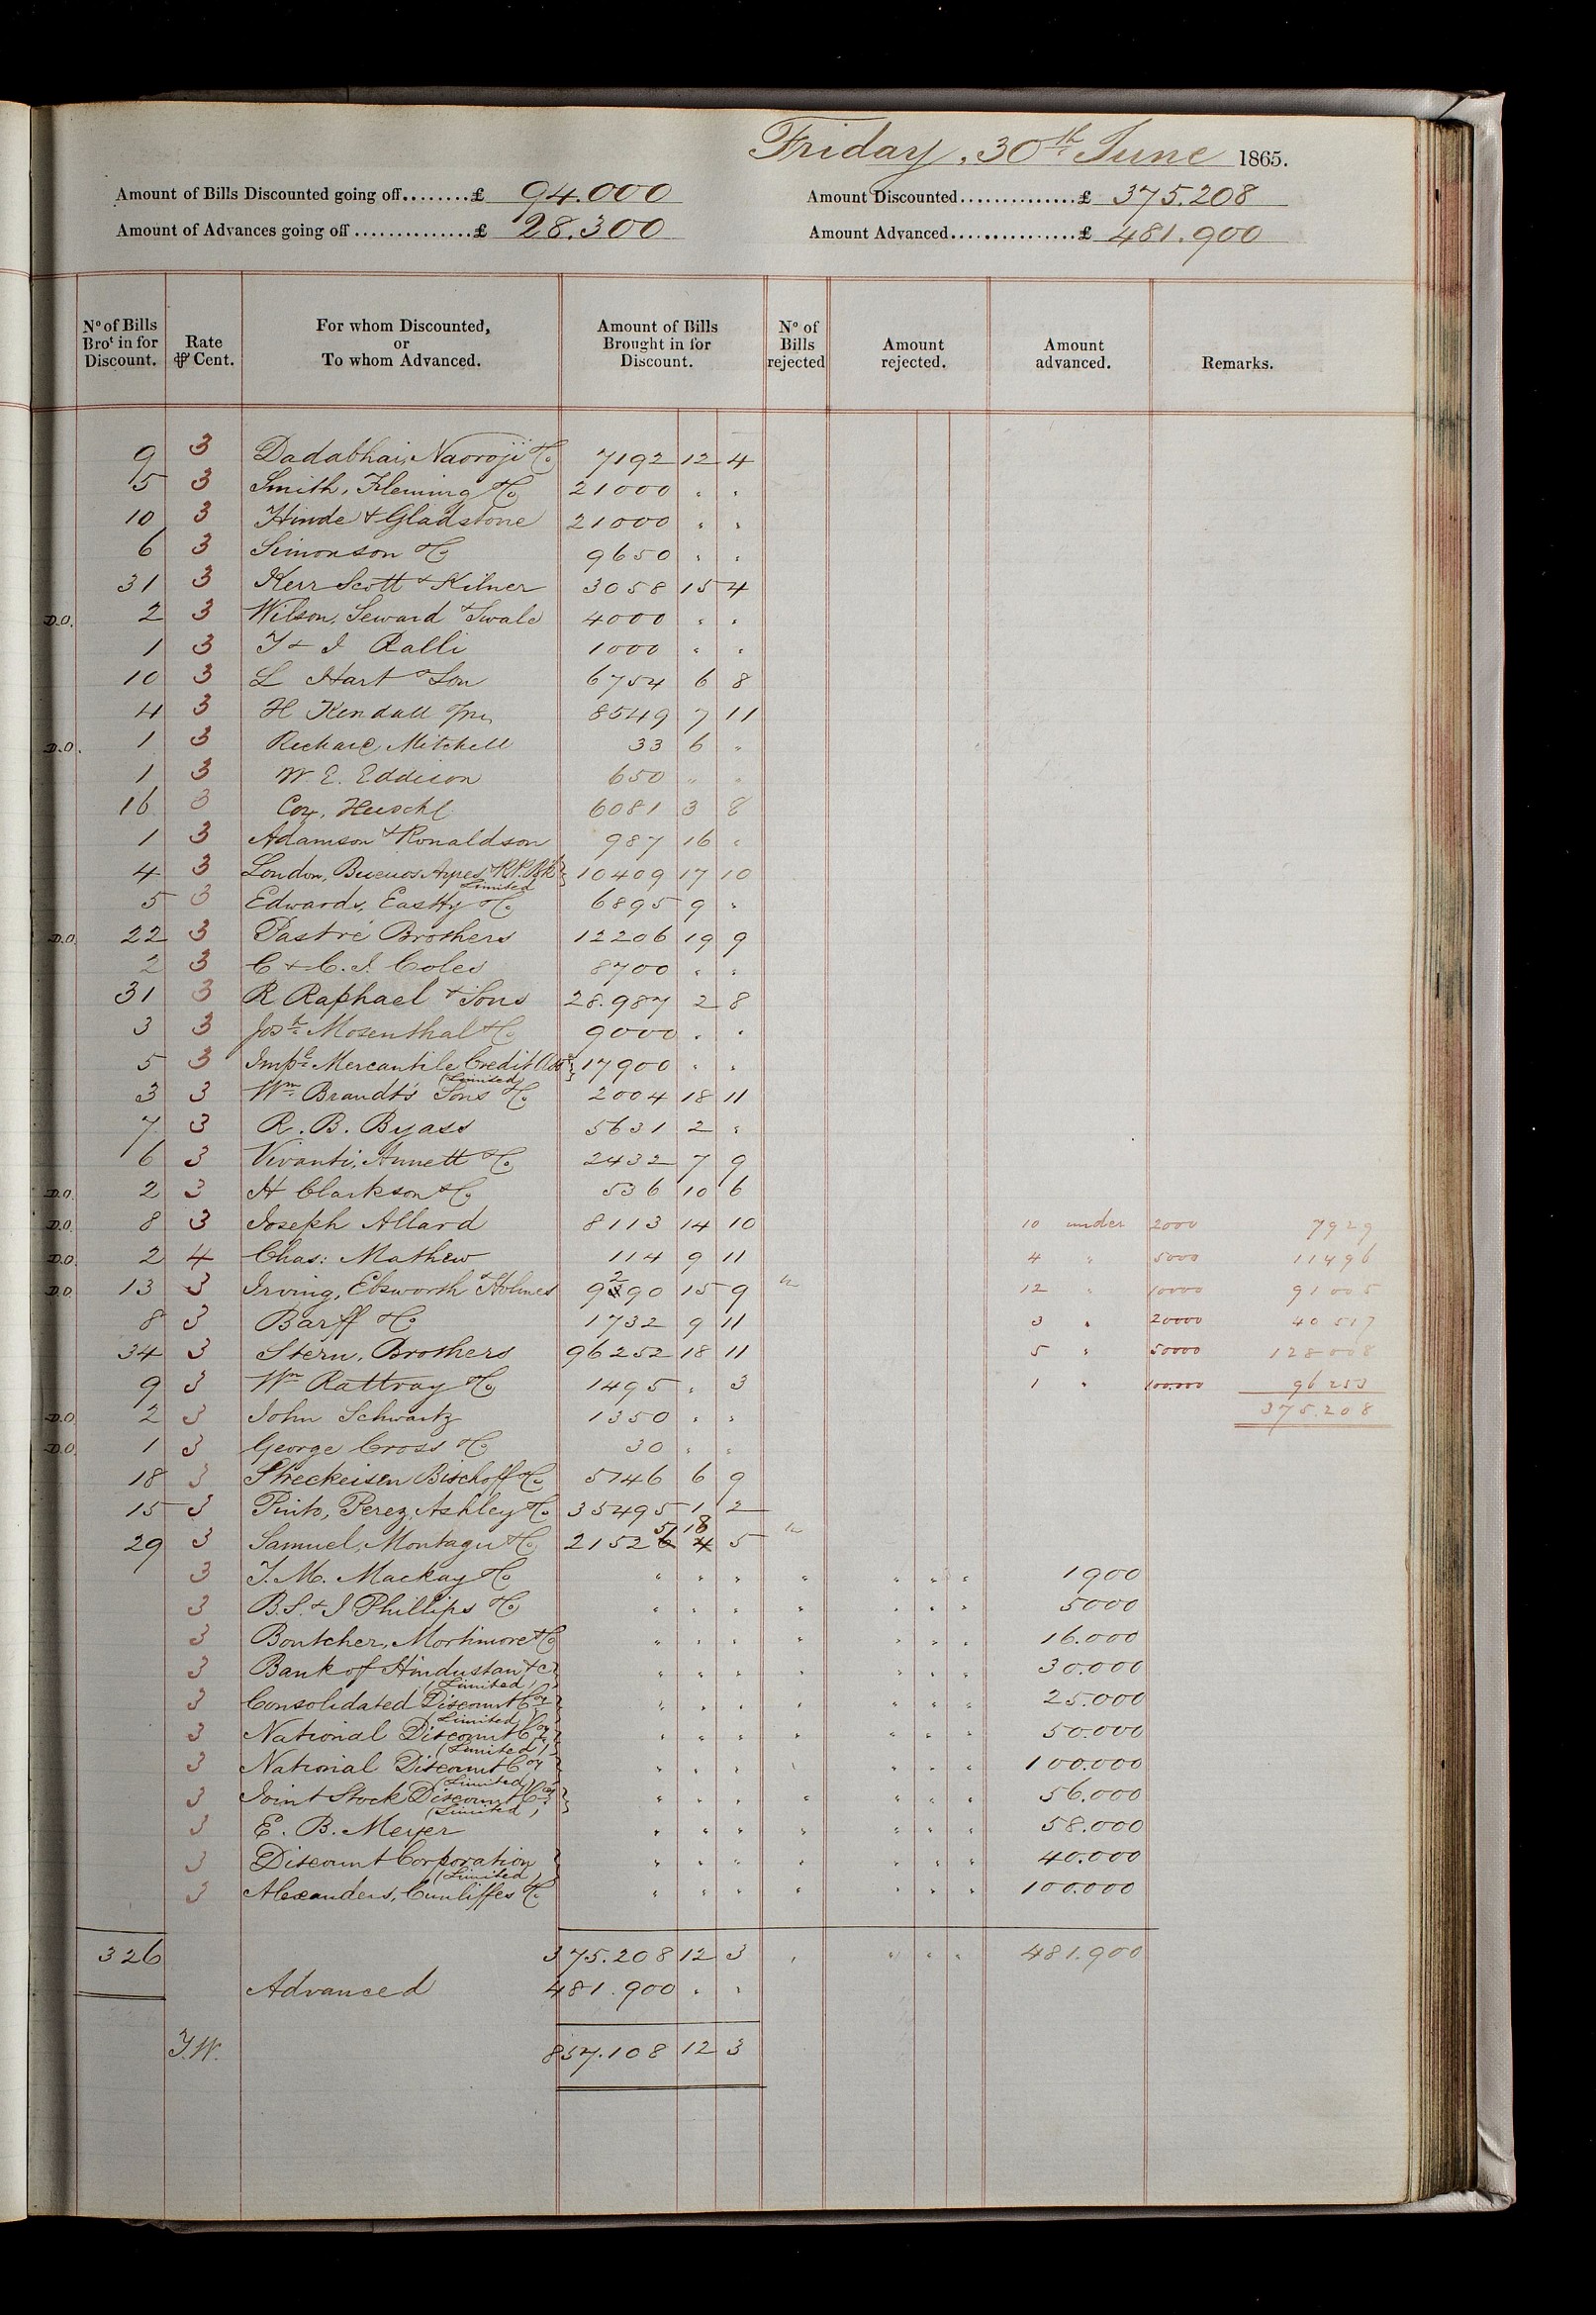 Friday, 30th June 1865.
Amount of Bills Discounted going off........£ 94.000 Amount Discounted..............£ 375.208
Amount of Advances going off ..............£ 28.300 Amount Advanced...............£ 481.900
No of Bills Brot in for Discount. Rate ⅌ Cent. For whom Discounted, or To whom Advanced. Amount of Bills Brought in for Discount. No of Bills rejected Amount rejected. Amount advanced. Remarks.
9 3 Dadabhai, Naoroji & Co 7192 12 4
5 3 Smith, Fleming & Co 21000 " "
10 3 Hinde & Gladstone 21000 " "
6 3 Simonson & Co 9650 " "
31 3 Kerr Scott & Kilner 3058 15 4
D.O. 2 3 Wilson, Seward & Swale 4000 " "
1 3 T & J Ralli 1000 " "
10 3 L Hart & Son 6754 6 8
4 3 H Kendall Jnr 8549 7 11
D.O. 1 3 Richard Mitchell 33 6 "
1 3 W. E. Eddison 650 " "
16 3 Cox, 6081 3 8
1 3 Adamson & Ronaldson 987 16 "
4 3 London, Buenos Ayres & R.P. Bk Limited 10409 17 10
5 3 Edwards, Eastty & Co 6895 9 "
D.O. 22 3 Pastré Brothers 12206 19 9
2 3 C & C. J. Coles 8700 " "
31 3 R Raphael & Sons 28.987 2 8
3 3 Josh Mosenthal & Co 9000 " "
5 3 Impl Mercantile Credit Assn (Limited) 17900 " "
3 3 Wm Brandt's Sons & Co 2004 18 11
7 3 R. B. Byass 5631 2 "
6 3 Vivanti, Annett & Co 2432 7 9
D.O. 2 3 H Clarkson & Co 536 10 6
D.O. 8 3 Joseph Allard 8113 14 10 10 under 2000 7929
D.O. 2 4 Chas: Mathew 114 9 11 4 " 5000 11496
D.O. 13 3 Irving, Ebsworth & Holmes 9290 15 9 12 " 10000 91005
8 3 Barff & Co 1732 9 11 3 " 20000 40517
34 3 Stern, Brothers 96252 18 11 5 " 50000 128008
9 3 Wm Rattray & Co 1495 " 3 1 " 100.000 96253
D.O. 2 3 John Schwartz 1350 " " 375.208
D.O. 1 3 George Cross & Co 30 " "
18 3 Streckeisen Bischoff & Co 5146 6 9
15 3 Pinto, Perez, Ashley & Co 35495 1 2
29 3 Samuel, Montagu & Co 21525 18 5
3 T. M. Mackay & Co " " " " " " " 1900
3 B.S. & J Phillips & Co " " " " " " " 5000
3 Boutcher, Mortimore & Co " " " " " " " 16.000
3 Bank of Hindustan &c (Limited) " " " " " " " 30.000
3 Consolidated Discount Coy (Limited) " " " " " " " 25.000
3 National Discount Coy (Limited) " " " " " " " 50.000
3 National Discount Coy (Limited) " " " " " " " 100.000
3 Joint Stock Discount Coy (Limited) " " " " " " " 56.000
3 E. B. Meyer " " " " " " " 58.000
3 Discount Corporation (Limited) " " " " " " " 40.000
3 Alexanders, Cunliffes & Co " " " " " " " 100.000
326 375.208 12 3 " " " " 481.900
Advanced 481.900 " "
J.W. 857.108 12 3